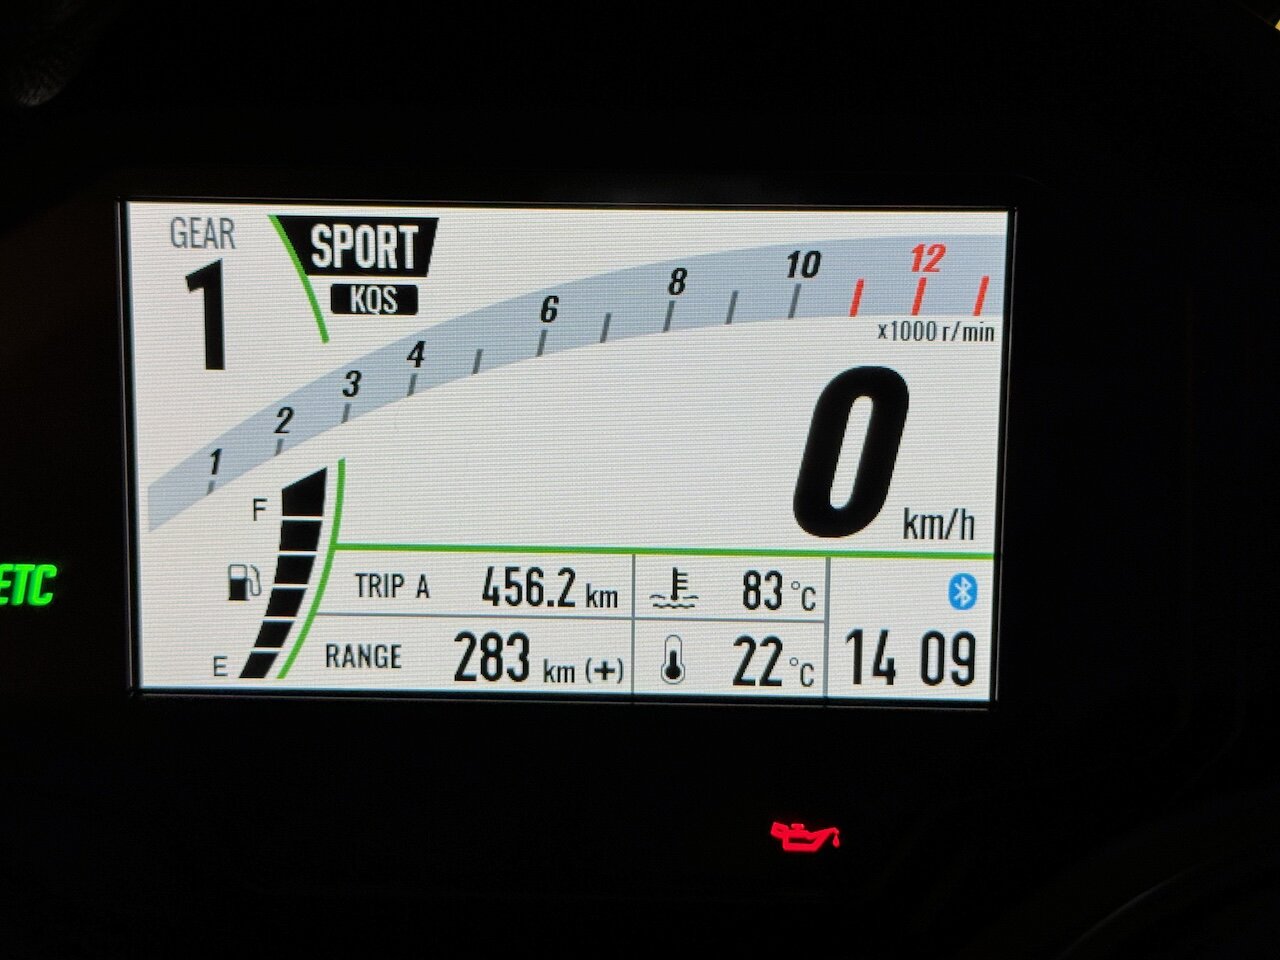 GEAR
1
SPORT
KQS
1 2 3 4 6 8 10 12
x1000 r/min
0 km/h
F
E
ETC
TRIP A 456.2 km
83 °C
RANGE 283 km (+)
22 °C
14 09